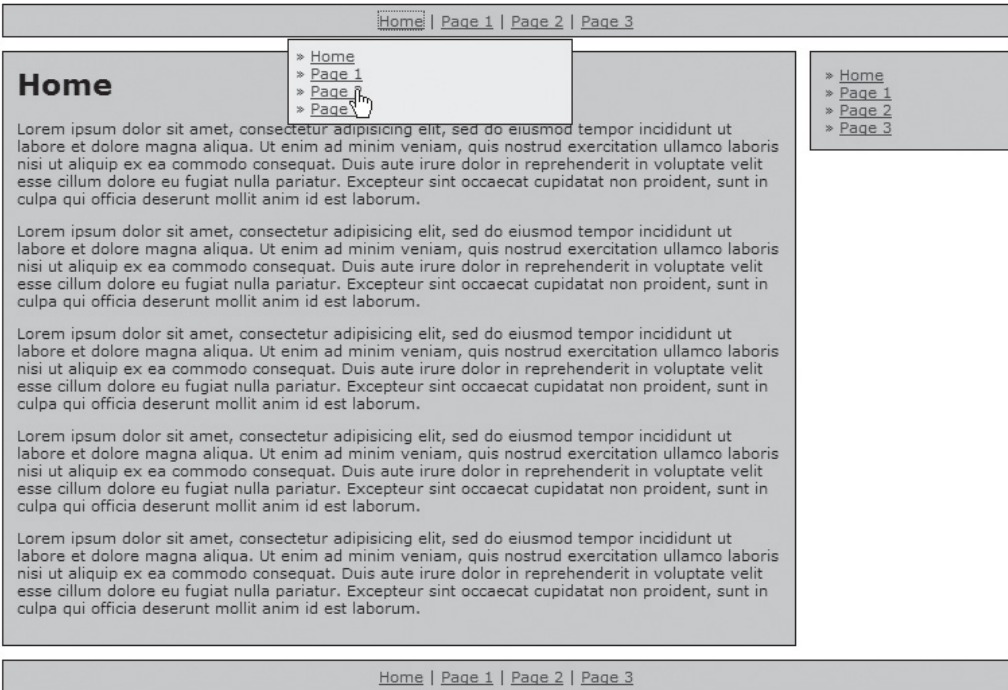 Home | Page 1 | Page 2 | Page 3
» Home
» Page 1
» Page
» Page
Home
Lorem ipsum dolor sit amet, consectetur adipisicing elit, sed do eiusmod tempor incididunt ut
labore et dolore magna aliqua. Ut enim ad minim veniam, quis nostrud exercitation ullamco laboris
nisi ut aliquip ex ea commodo consequat. Duis aute irure dolor in reprehenderit in voluptate velit
esse cillum dolore eu fugiat nulla pariatur. Excepteur sint occaecat cupidatat non proident, sunt in
culpa qui officia deserunt mollit anim id est laborum.
Lorem ipsum dolor sit amet, consectetur adipisicing elit, sed do eiusmod tempor incididunt ut
labore et dolore magna aliqua. Ut enim ad minim veniam, quis nostrud exercitation ullamco laboris
nisi ut aliquip ex ea commodo consequat. Duis aute irure dolor in reprehenderit in voluptate velit
esse cillum dolore eu fugiat nulla pariatur. Excepteur sint occaecat cupidatat non proident, sunt in
culpa qui officia deserunt mollit anim id est laborum.
Lorem ipsum dolor sit amet, consectetur adipisicing elit, sed do eiusmod tempor incididunt ut
labore et dolore magna aliqua. Ut enim ad minim veniam, quis nostrud exercitation ullamco laboris
nisi ut aliquip ex ea commodo consequat. Duis aute irure dolor in reprehenderit in voluptate velit
esse cillum dolore eu fugiat nulla pariatur. Excepteur sint occaecat cupidatat non proident, sunt in
culpa qui officia deserunt mollit anim id est laborum.
Lorem ipsum dolor sit amet, consectetur adipisicing elit, sed do eiusmod tempor incididunt ut
labore et dolore magna aliqua. Ut enim ad minim veniam, quis nostrud exercitation ullamco laboris
nisi ut aliquip ex ea commodo consequat. Duis aute irure dolor in reprehenderit in voluptate velit
esse cillum dolore eu fugiat nulla pariatur. Excepteur sint occaecat cupidatat non proident, sunt in
culpa qui officia deserunt mollit anim id est laborum.
Lorem ipsum dolor sit amet, consectetur adipisicing elit, sed do eiusmod tempor incididunt ut
labore et dolore magna aliqua. Ut enim ad minim veniam, quis nostrud exercitation ullamco laboris
nisi ut aliquip ex ea commodo consequat. Duis aute irure dolor in reprehenderit in voluptate velit
esse cillum dolore eu fugiat nulla pariatur. Excepteur sint occaecat cupidatat non proident, sunt in
culpa qui officia deserunt mollit anim id est laborum.
» Home
» Page 1
» Page 2
» Page 3
Home | Page 1 | Page 2 | Page 3